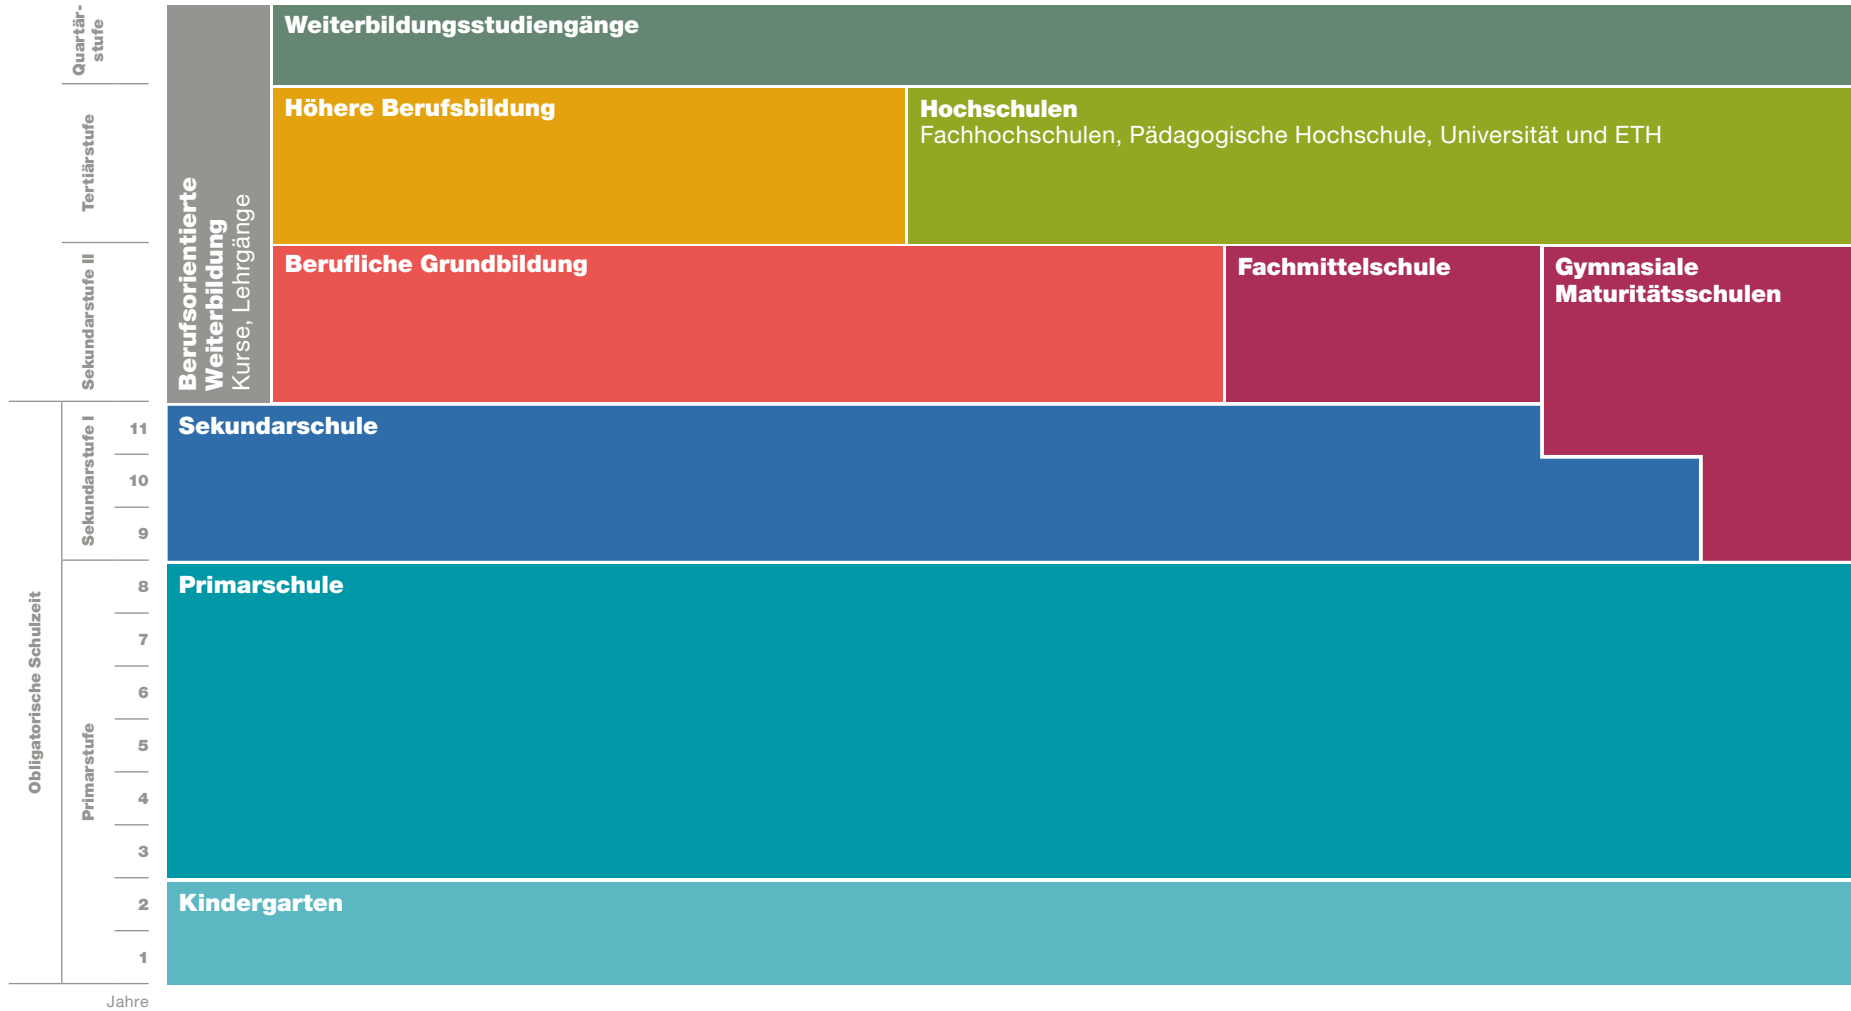 Quartär-
stufe
Weiterbildungsstudiengänge
Tertiärstufe
Höhere Berufsbildung
Hochschulen
Fachhochschulen, Pädagogische Hochschule, Universität und ETH
Berufsorientierte
Weiterbildung
Kurse, Lehrgänge
Sekundarstufe II
Berufliche Grundbildung
Fachmittelschule
Gymnasiale
Maturitätsschulen
Obligatorische Schulzeit
Sekundarstufe I
11
Sekundarschule
10
9
Primarstufe
8
Primarschule
7
6
5
4
3
2
Kindergarten
1
Jahre